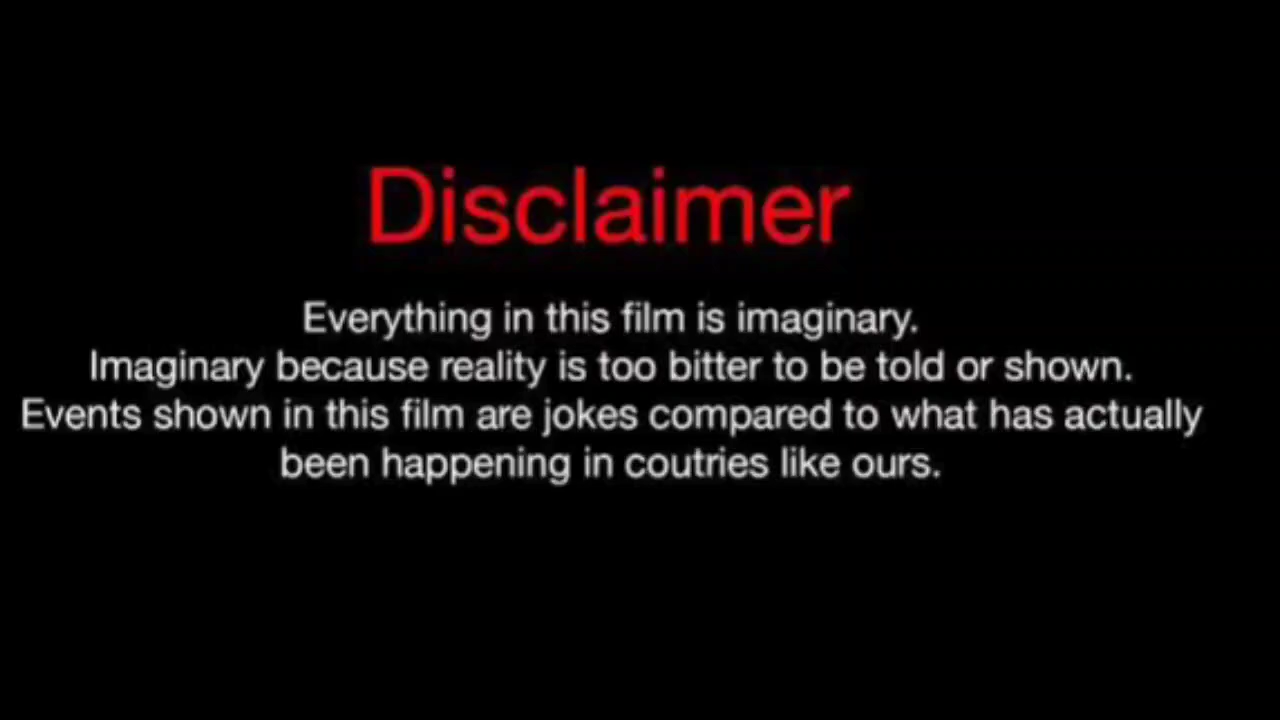 Disclaimer
Everything in this film is imaginary.
Imaginary because reality is too bitter to be told or shown.
Events shown in this film are jokes compared to what has actually
been happening in coutries like ours.